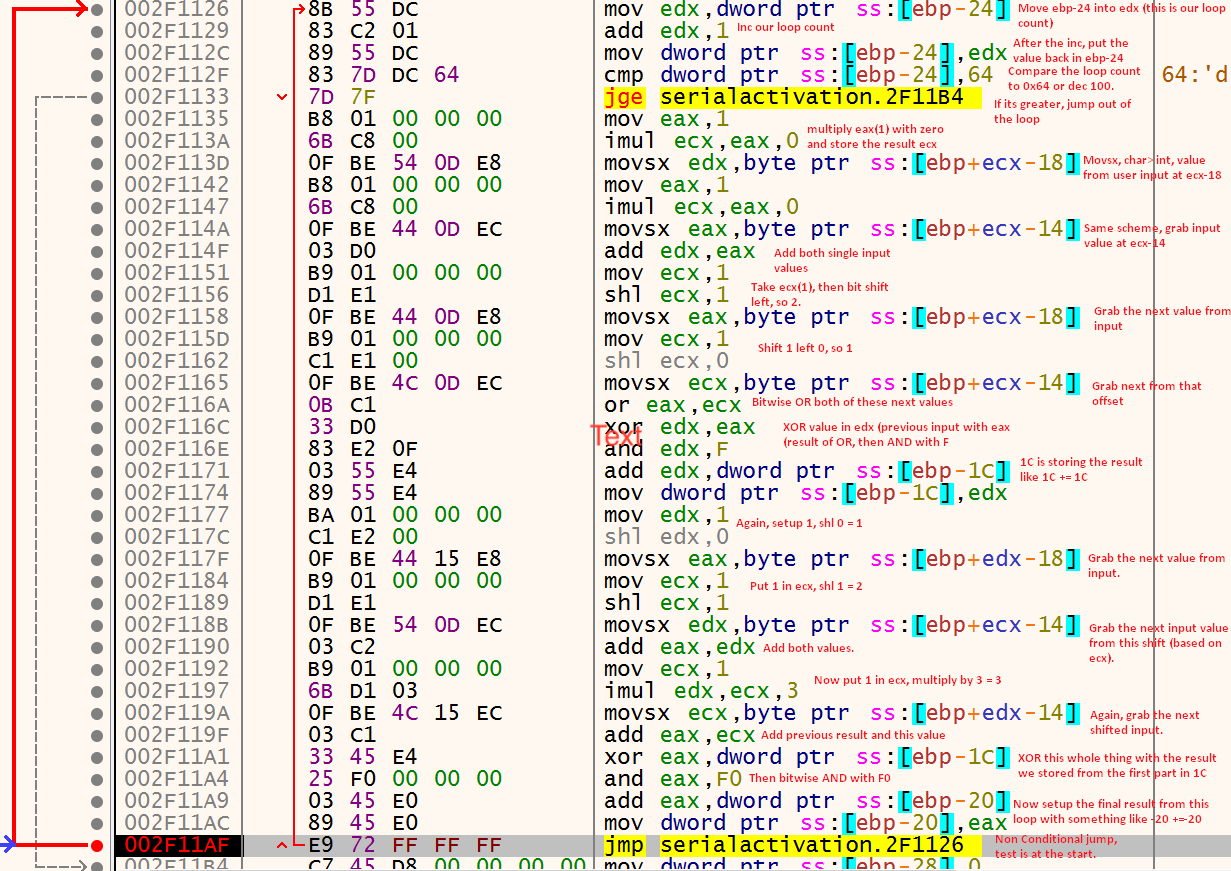 002F1126 8B 55 DC mov edx,dword ptr ss:[ebp-24] Move ebp-24 into edx (this is our loop
count)
002F1129 83 C2 01 add edx,1 Inc our loop count
002F112C 89 55 DC mov dword ptr ss:[ebp-24],edx After the inc, put the
value back in ebp-24
002F112F 83 7D DC 64 cmp dword ptr ss:[ebp-24],64 Compare the loop count 64:'d
to 0x64 or dec 100.
002F1133 7D 7F jge serialactivation.2F11B4 If its greater, jump out of
the loop
002F1135 B8 01 00 00 00 mov eax,1
002F113A 6B C8 00 imul ecx,eax,0 multiply eax(1) with zero
and store the result ecx
002F113D 0F BE 54 0D E8 movsx edx,byte ptr ss:[ebp+ecx-18] Movsx, char>int, value
from user input at ecx-18
002F1142 B8 01 00 00 00 mov eax,1
002F1147 6B C8 00 imul ecx,eax,0
002F114A 0F BE 44 0D EC movsx eax,byte ptr ss:[ebp+ecx-14] Same scheme, grab input
value at ecx-14
002F114F 03 D0 add edx,eax Add both single input
values
002F1151 B9 01 00 00 00 mov ecx,1
002F1156 D1 E1 shl ecx,1 Take ecx(1), then bit shift
left, so 2.
002F1158 0F BE 44 0D E8 movsx eax,byte ptr ss:[ebp+ecx-18] Grab the next value from
input
002F115D B9 01 00 00 00 mov ecx,1
002F1162 C1 E1 00 shl ecx,0 Shift 1 left 0, so 1
002F1165 0F BE 4C 0D EC movsx ecx,byte ptr ss:[ebp+ecx-14] Grab next from that
offset
002F116A 0B C1 or eax,ecx Bitwise OR both of these next values
002F116C 33 D0 xor edx,eax XOR value in edx (previous input with eax
(result of OR, then AND with F
Text
002F116E 83 E2 0F and edx,F
002F1171 03 55 E4 add edx,dword ptr ss:[ebp-1C] 1C is storing the result
like 1C += 1C
002F1174 89 55 E4 mov dword ptr ss:[ebp-1C],edx
002F1177 BA 01 00 00 00 mov edx,1 Again, setup 1, shl 0 = 1
002F117C C1 E2 00 shl edx,0
002F117F 0F BE 44 15 E8 movsx eax,byte ptr ss:[ebp+edx-18] Grab the next value from
input.
002F1184 B9 01 00 00 00 mov ecx,1 Put 1 in ecx, shl 1 = 2
002F1189 D1 E1 shl ecx,1
002F118B 0F BE 54 0D EC movsx edx,byte ptr ss:[ebp+ecx-14] Grab the next input value
from this shift (based on
ecx).
002F1190 03 C2 add eax,edx Add both values.
002F1192 B9 01 00 00 00 mov ecx,1
002F1197 6B D1 03 imul edx,ecx,3 Now put 1 in ecx, multiply by 3 = 3
002F119A 0F BE 4C 15 EC movsx ecx,byte ptr ss:[ebp+edx-14] Again, grab the next
shifted input.
002F119F 03 C1 add eax,ecx Add previous result and this value
002F11A1 33 45 E4 xor eax,dword ptr ss:[ebp-1C] XOR this whole thing with the result
we stored from the first part in 1C
002F11A4 25 F0 00 00 00 and eax,F0 Then bitwise AND with F0
002F11A9 03 45 E0 add eax,dword ptr ss:[ebp-20] Now setup the final result from this
loop with something like -20 +=-20
002F11AC 89 45 E0 mov dword ptr ss:[ebp-20],eax
002F11AF E9 72 FF FF FF jmp serialactivation.2F1126 Non Conditional jump,
test is at the start.
002F11B4 C7 45 D8 00 00 00 00 mov dword ptr ss:[ebp-28],0